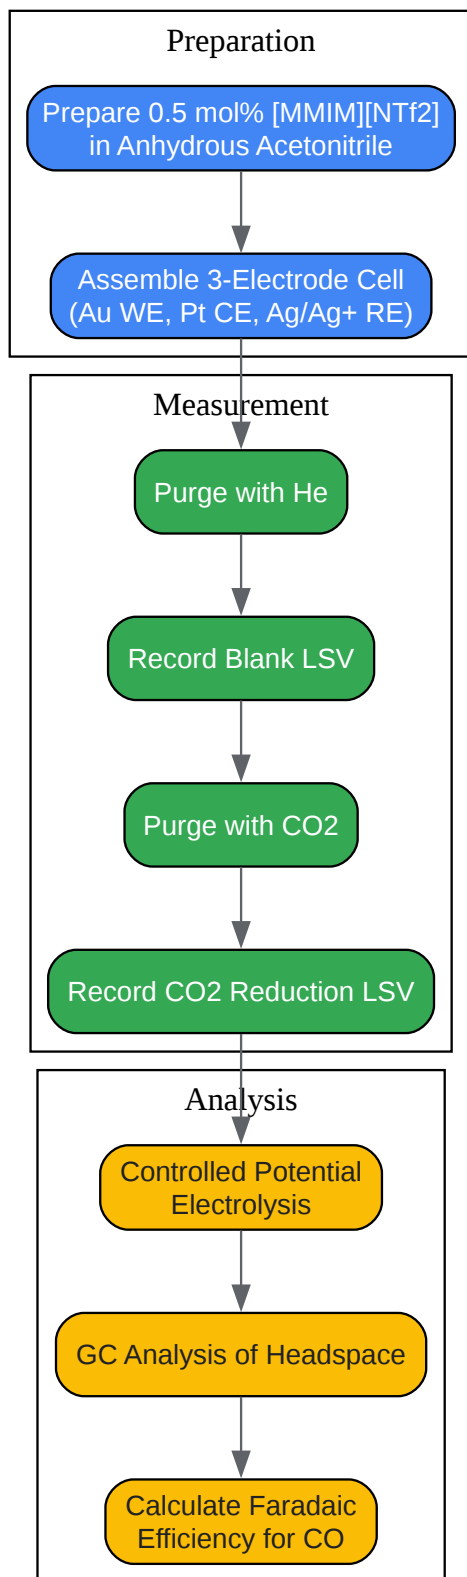 Preparation
Prepare 0.5 mol% [MMIM][NTf2]
in Anhydrous Acetonitrile
Assemble 3-Electrode Cell
(Au WE, Pt CE, Ag/Ag+ RE)
Measurement
Purge with He
Record Blank LSV
Purge with CO2
Record CO2 Reduction LSV
Analysis
Controlled Potential
Electrolysis
GC Analysis of Headspace
Calculate Faradaic
Efficiency for CO